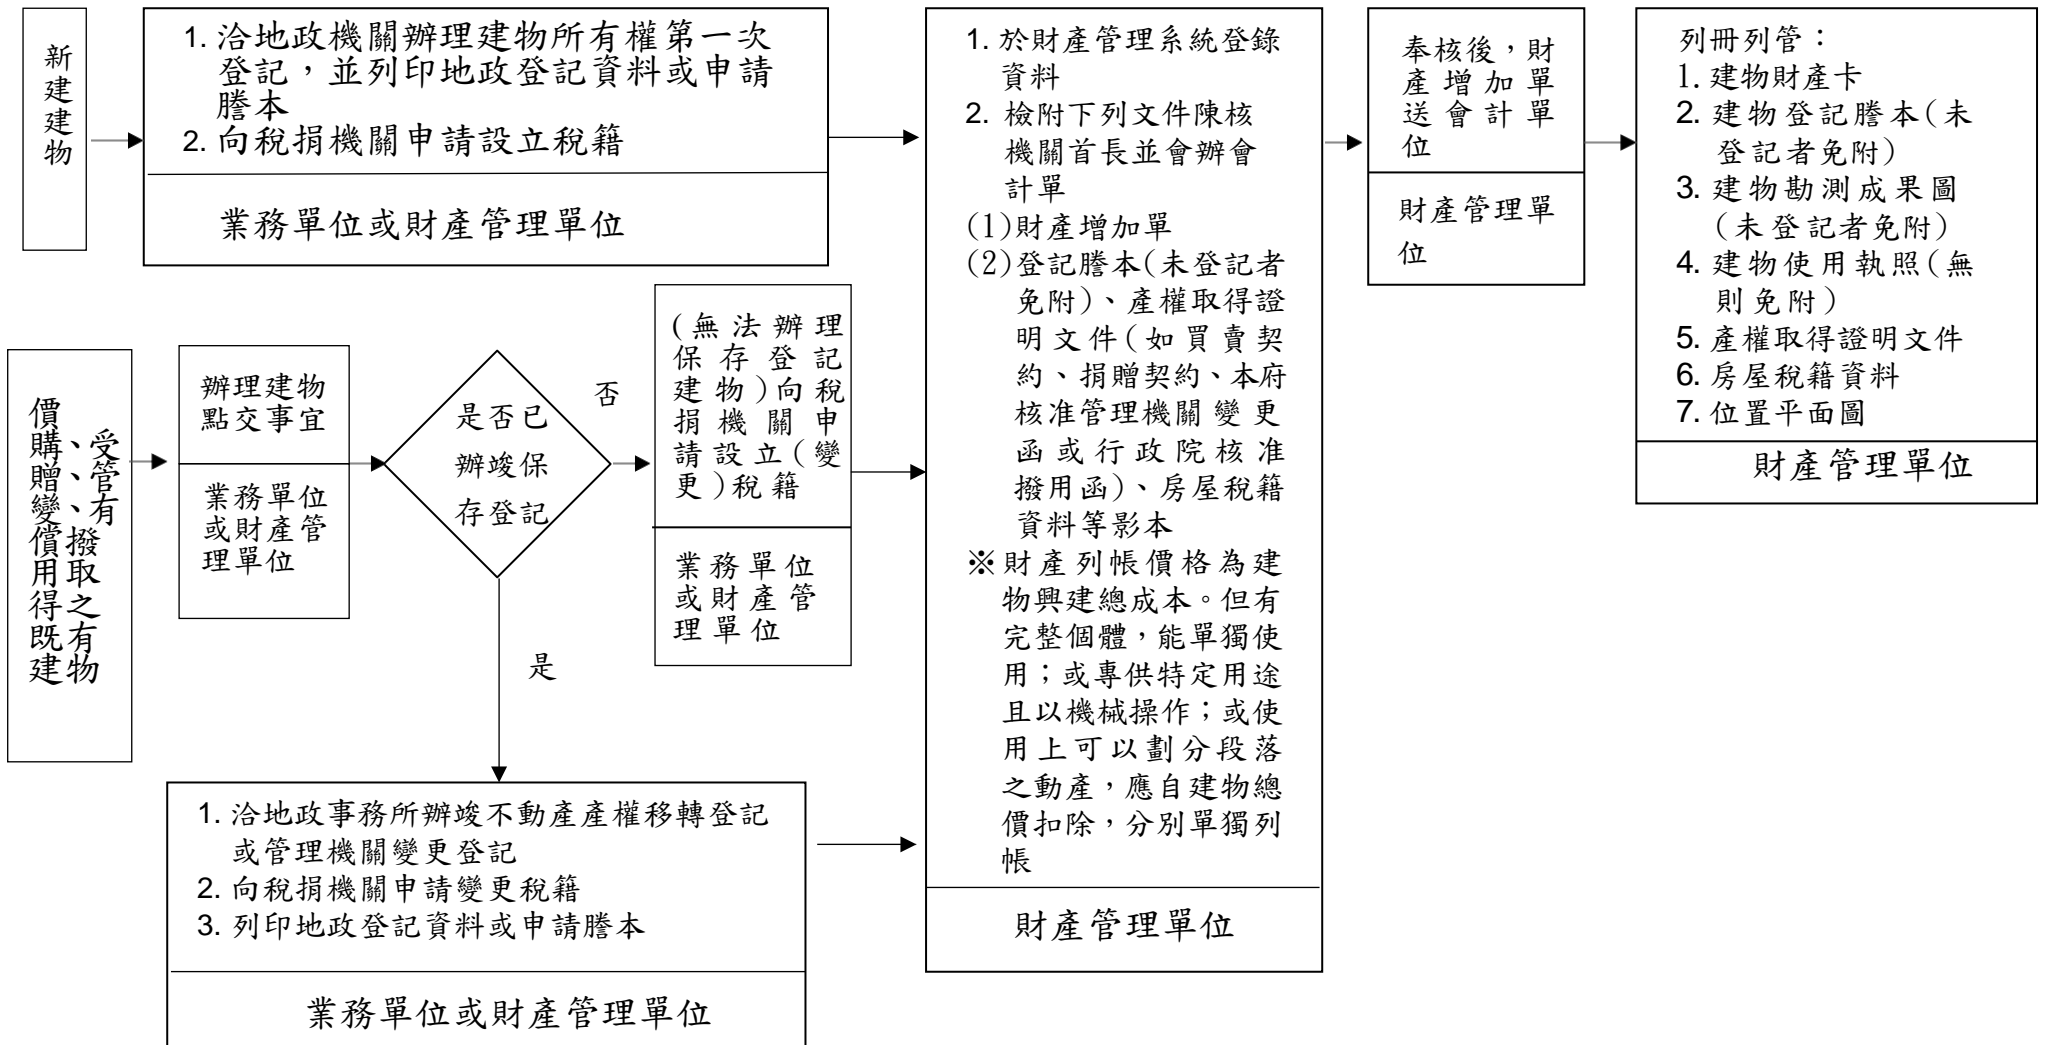 新建建物
1. 洽地政機關辦理建物所有權第一次
登記，並列印地政登記資料或申請
謄本
2. 向稅捐機關申請設立稅籍
業務單位或財產管理單位
價購、受
贈、管
變、有
償撥
用取
得之
既有
建物
辦理建物
點交事宜
業務單位
或財產管
理單位
是否已
辦竣保
存登記
否
是
(無法辦理
保存登記
建物)向稅
捐機關申
請設立(變
更)稅籍
業務單位
或財產管
理單位
1. 洽地政事務所辦竣不動產產權移轉登記
或管理機關變更登記
2. 向稅捐機關申請變更稅籍
3. 列印地政登記資料或申請謄本
業務單位或財產管理單位
1. 於財產管理系統登錄
資料
2. 檢附下列文件陳核
機關首長並會辦會
計單
(1)財產增加單
(2)登記謄本(未登記者
免附)、產權取得證
明文件(如買賣契
約、捐贈契約、本府
核准管理機關變更
函或行政院核准
撥用函)、房屋稅籍
資料等影本
※財產列帳價格為建
物興建總成本。但有
完整個體，能單獨使
用；或專供特定用途
且以機械操作；或使
用上可以劃分段落
之動產，應自建物總
價扣除，分別單獨列
帳
財產管理單位
奉核後，財
產增加單
送會計單
位
財產管理單
位
列冊列管：
1. 建物財產卡
2. 建物登記謄本(未
登記者免附)
3. 建物勘測成果圖
(未登記者免附)
4. 建物使用執照(無
則免附)
5. 產權取得證明文件
6. 房屋稅籍資料
7. 位置平面圖
財產管理單位